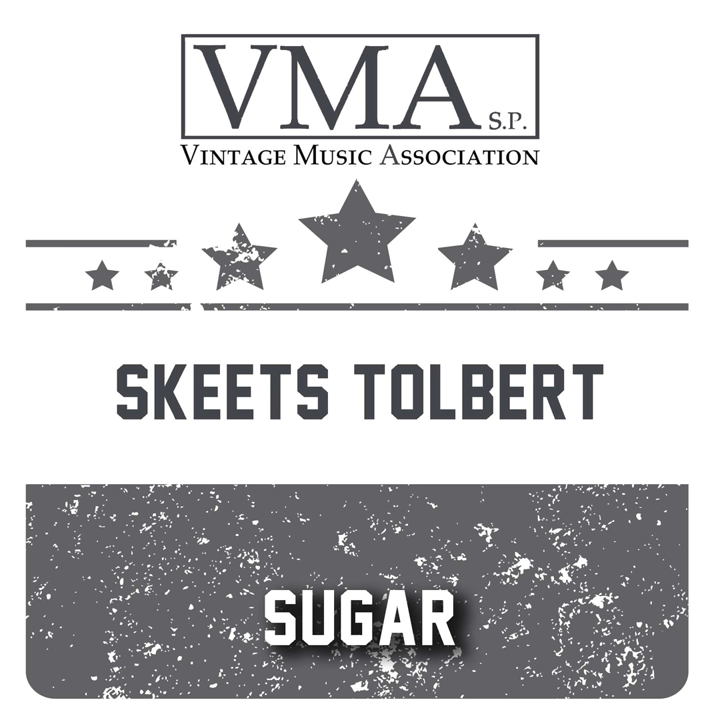 VMA S.P.
VINTAGE MUSIC ASSOCIATION
SKEETS TOLBERT
SUGAR